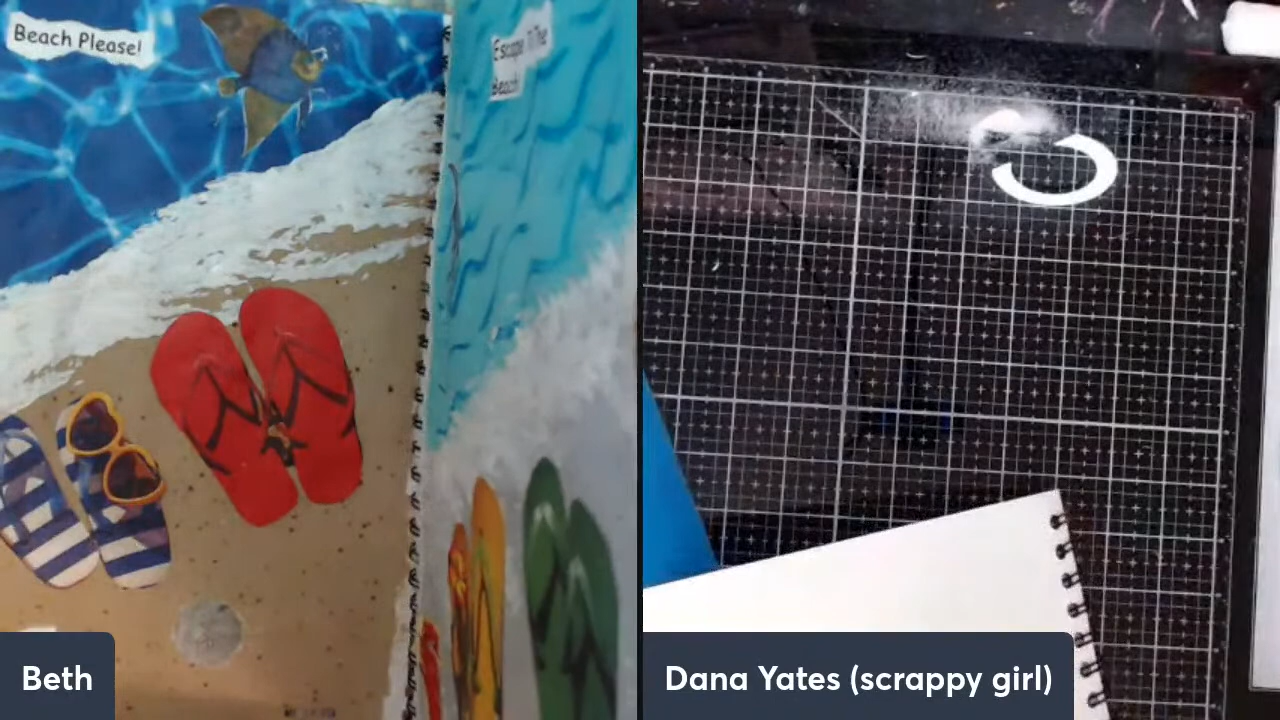 Beach Please!
Escape To The
Beach
Beth
Dana Yates (scrappy girl)